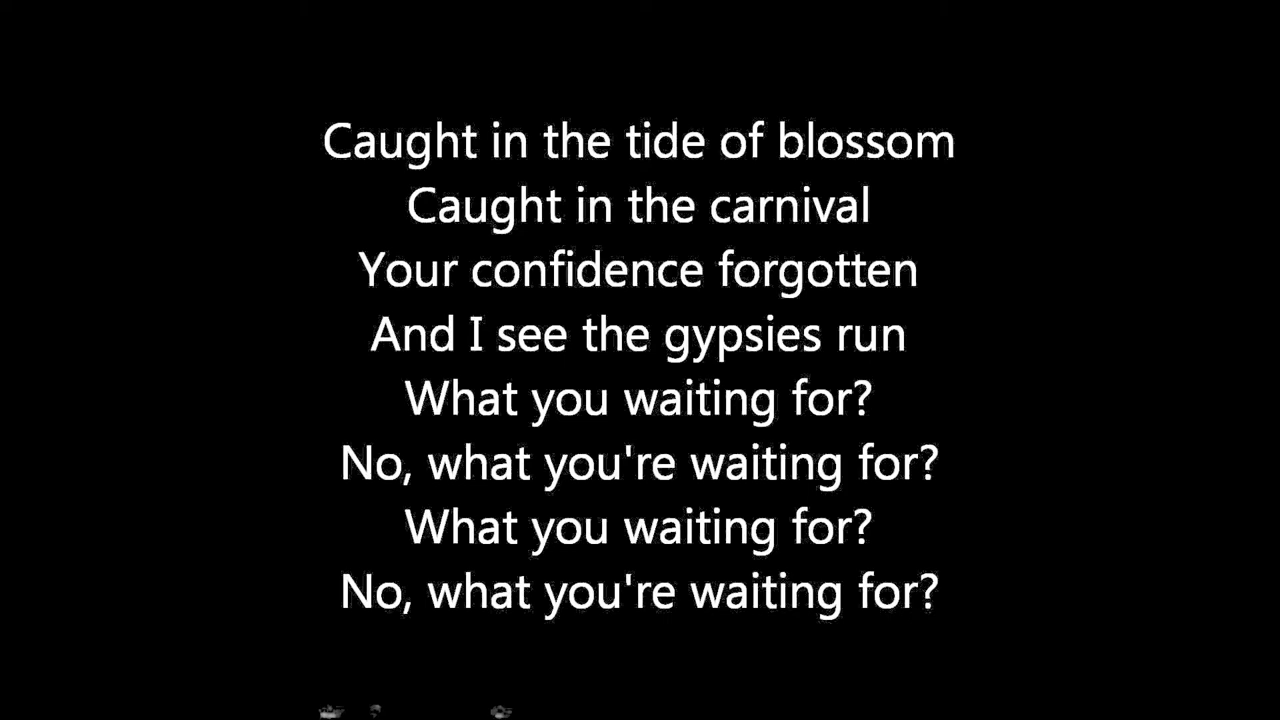 Caught in the tide of blossom
Caught in the carnival
Your confidence forgotten
And I see the gypsies run
What you waiting for?
No, what you're waiting for?
What you waiting for?
No, what you're waiting for?